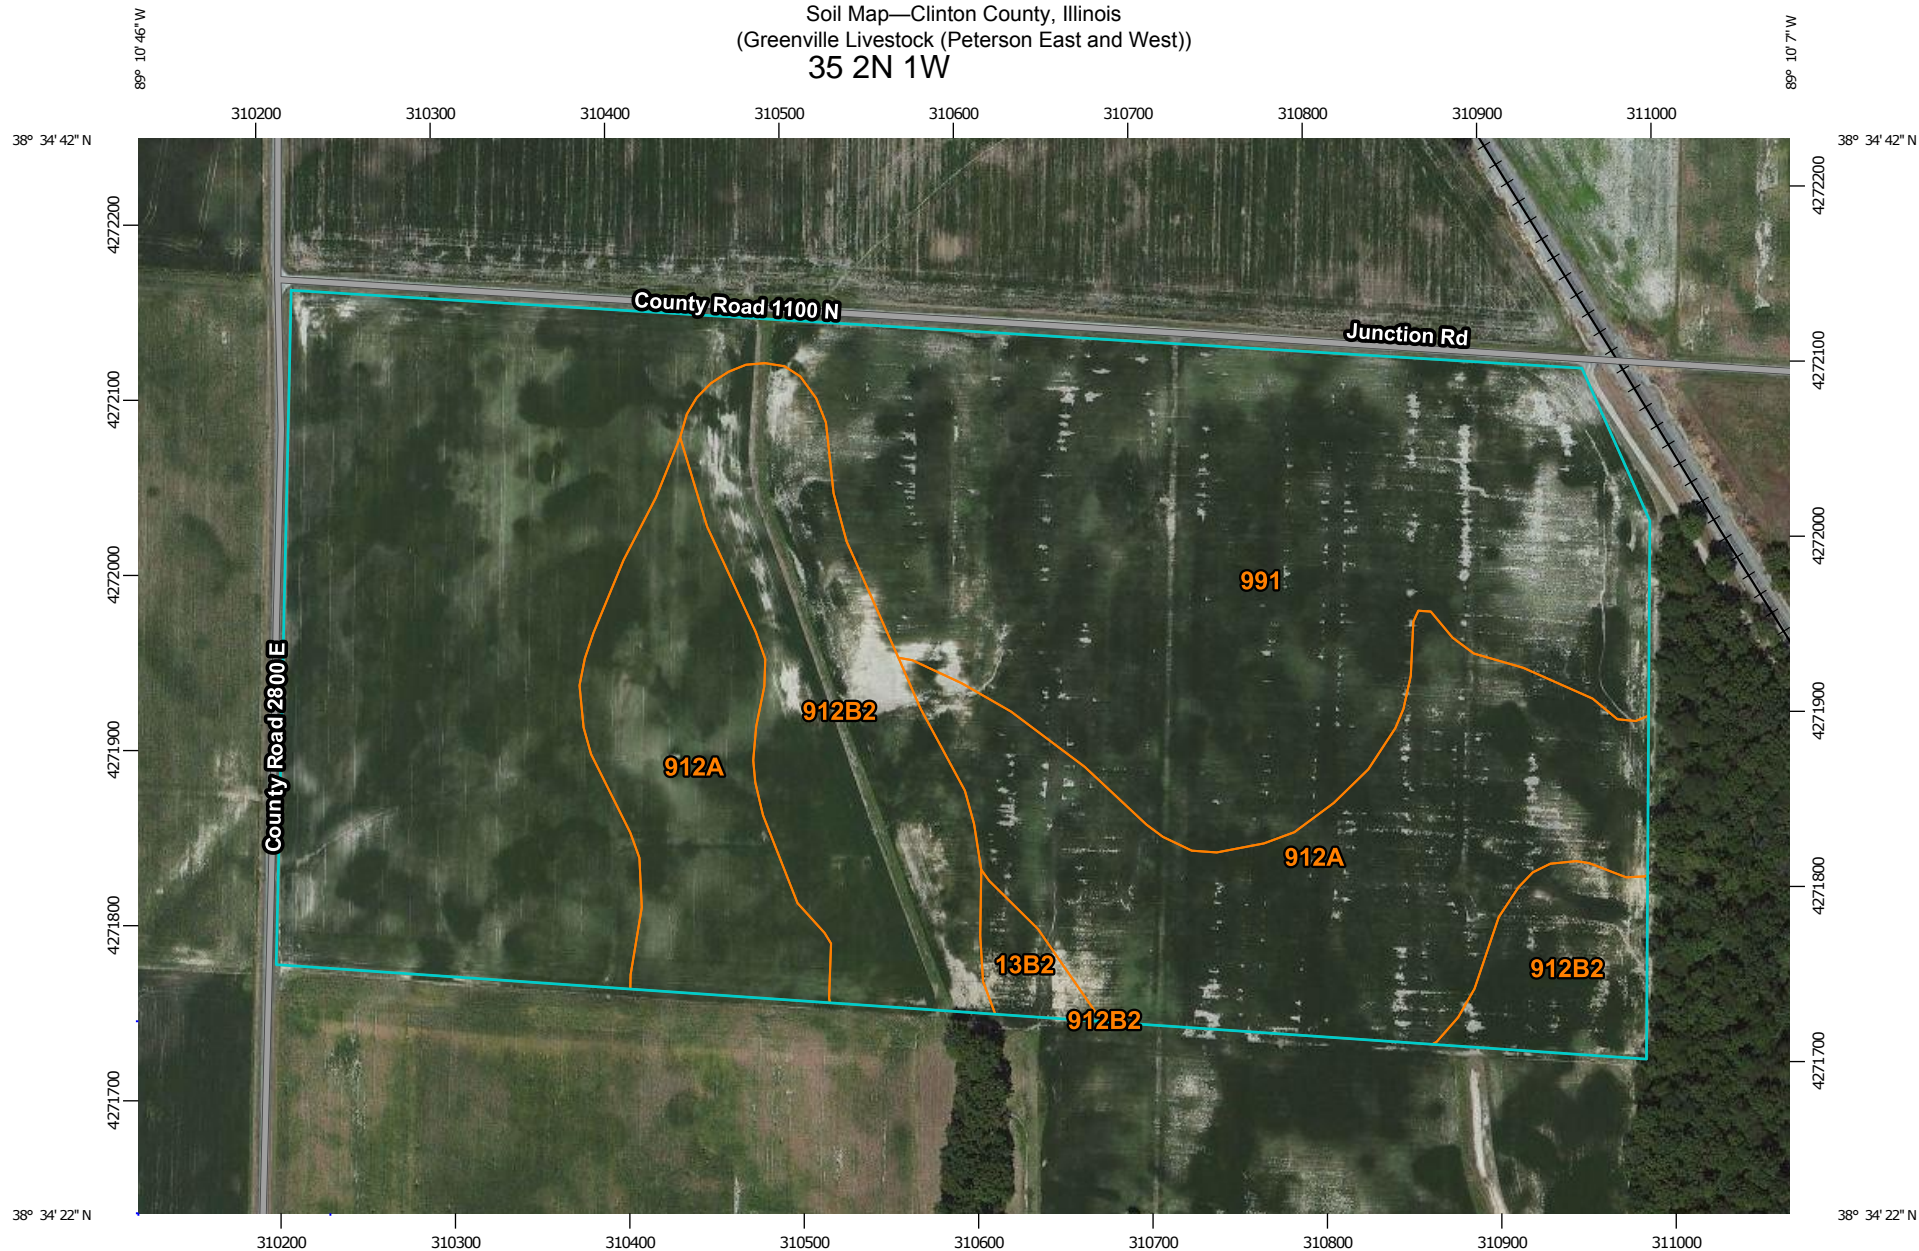 Soil Map—Clinton County, Illinois
(Greenville Livestock (Peterson East and West))
35 2N 1W
89° 10' 46" W
89° 10' 7" W
310200 310300 310400 310500 310600 310700 310800 310900 311000
38° 34' 42" N
38° 34' 42" N
4272200
4272200
County Road 1100 N
Junction Rd
4272100
4272100
4272000
4272000
991
County Road 2800 E
912B2
4271900
4271900
912A
912A
4271800
4271800
13B2
912B2
912B2
4271700
4271700
38° 34' 22" N
38° 34' 22" N
310200 310300 310400 310500 310600 310700 310800 310900 311000